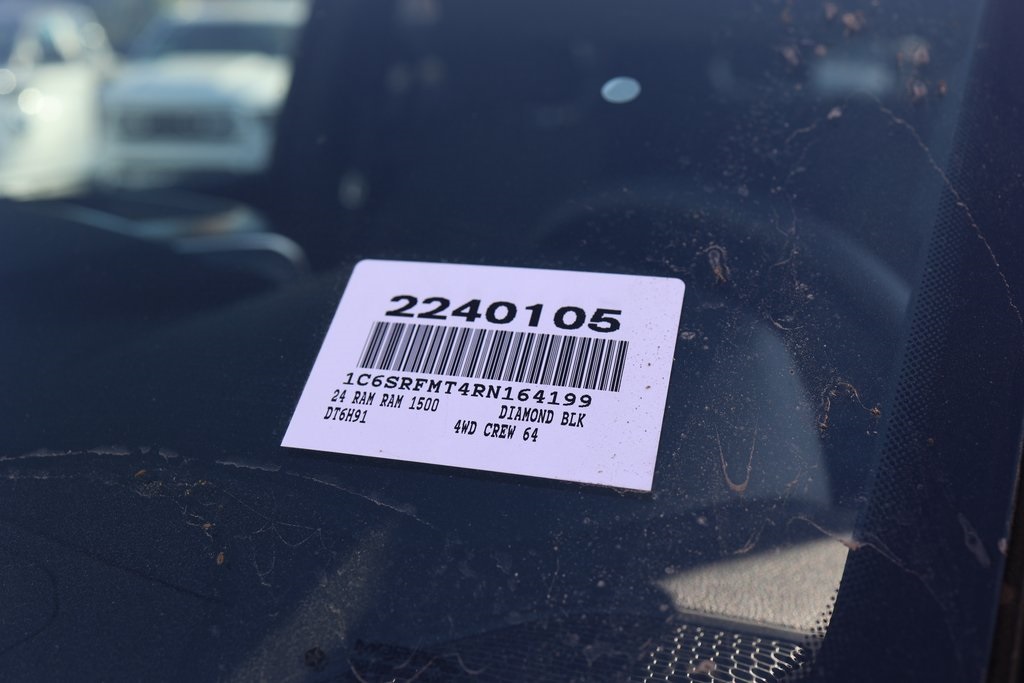 2240105
1C6SRFMT4RN164199
24 RAM RAM 1500 DIAMOND BLK
DT6H91 4WD CREW 64